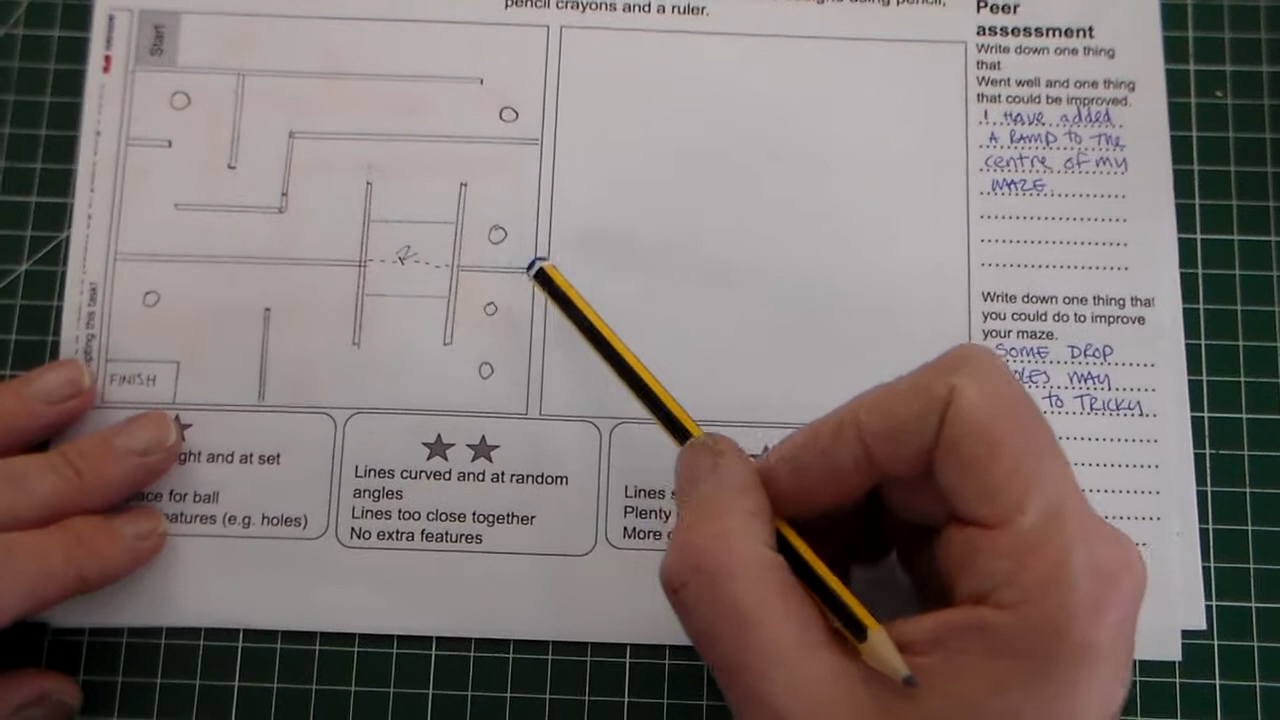 pencil crayons and a ruler.
Start
FINISH
pting this task!
Peer
assessment
Write down one thing
that
Went well and one thing
that could be improved.
I HAVE added
A RAMP to THE
centre of MY
MAZE.
Write down one thing that
you could do to improve
your maze.
SOME DROP
MAY
to TRICKY
ght and at set
ace for ball
(e.g. holes)
Lines curved and at random
angles
Lines too close together
No extra features
Lines
Plenty
More